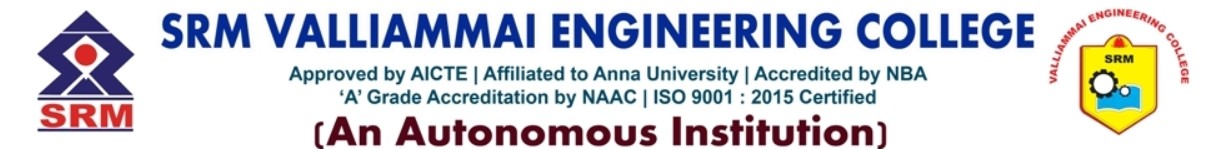 SRM VALLIAMMAI ENGINEERING COLLEGE
Approved by AICTE | Affiliated to Anna University | Accredited by NBA
‘A’ Grade Accreditation by NAAC | ISO 9001 : 2015 Certified
(An Autonomous Institution)
SRM
VALLIAMMAI ENGINEERING COLLEGE
SRM